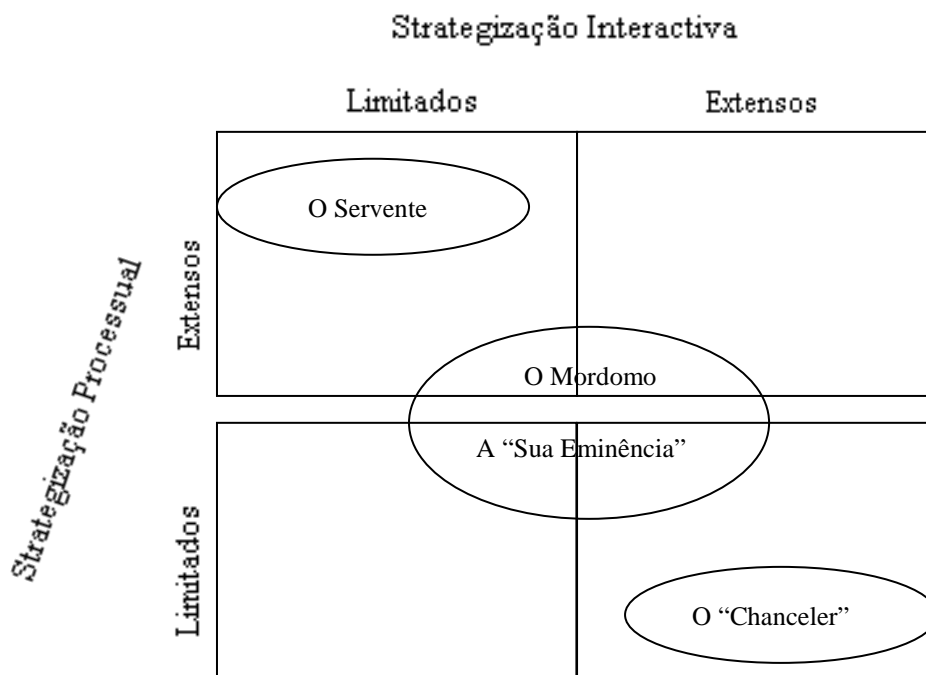 Strategização Interactiva
Limitados
Extensos
O Servente
Extensos
Strategização Processual
O Mordomo
A “Sua Eminência”
Limitados
O “Chanceler”